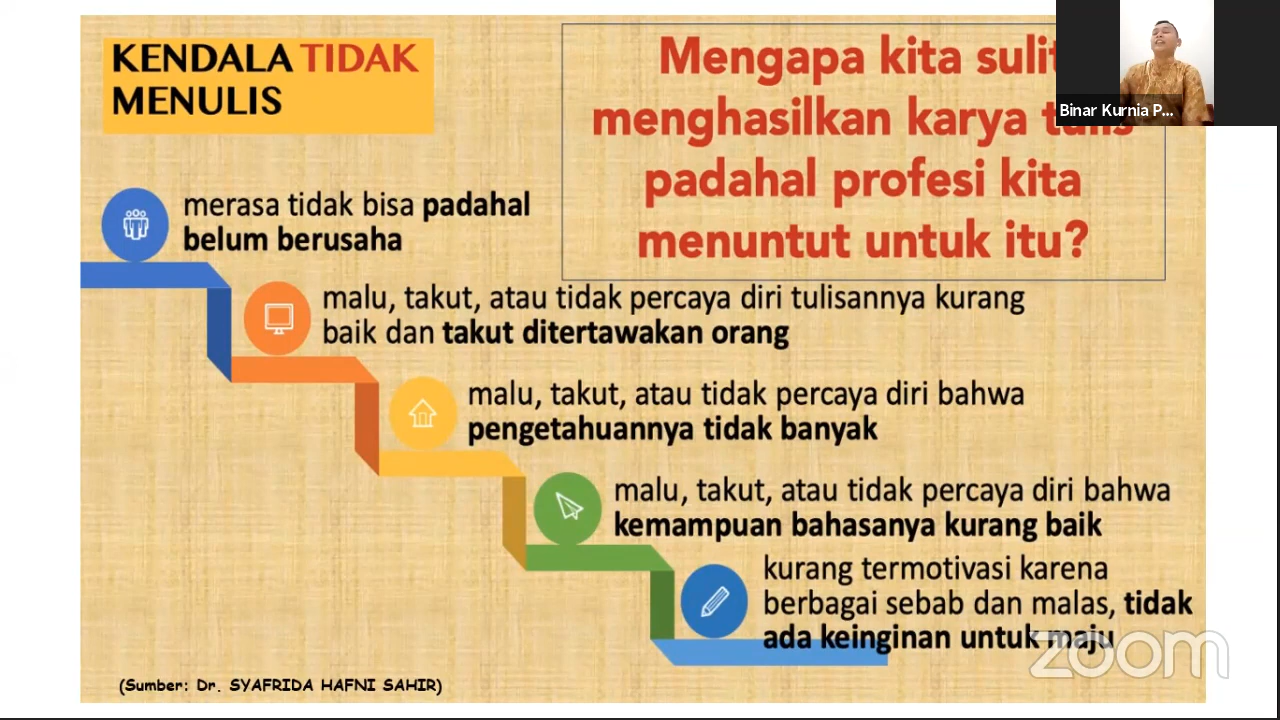 KENDALA TIDAK
MENULIS
Mengapa kita sulit
menghasilkan karya tulis
padahal profesi kita
menuntut untuk itu?
Binar Kurnia P...
merasa tidak bisa padahal
belum berusaha
malu, takut, atau tidak percaya diri tulisannya kurang
baik dan takut ditertawakan orang
malu, takut, atau tidak percaya diri bahwa
pengetahuannya tidak banyak
malu, takut, atau tidak percaya diri bahwa
kemampuan bahasanya kurang baik
kurang termotivasi karena
berbagai sebab dan malas, tidak
ada keinginan untuk maju
zoom
(Sumber: Dr. SYAFRIDA HAFNI SAHIR)